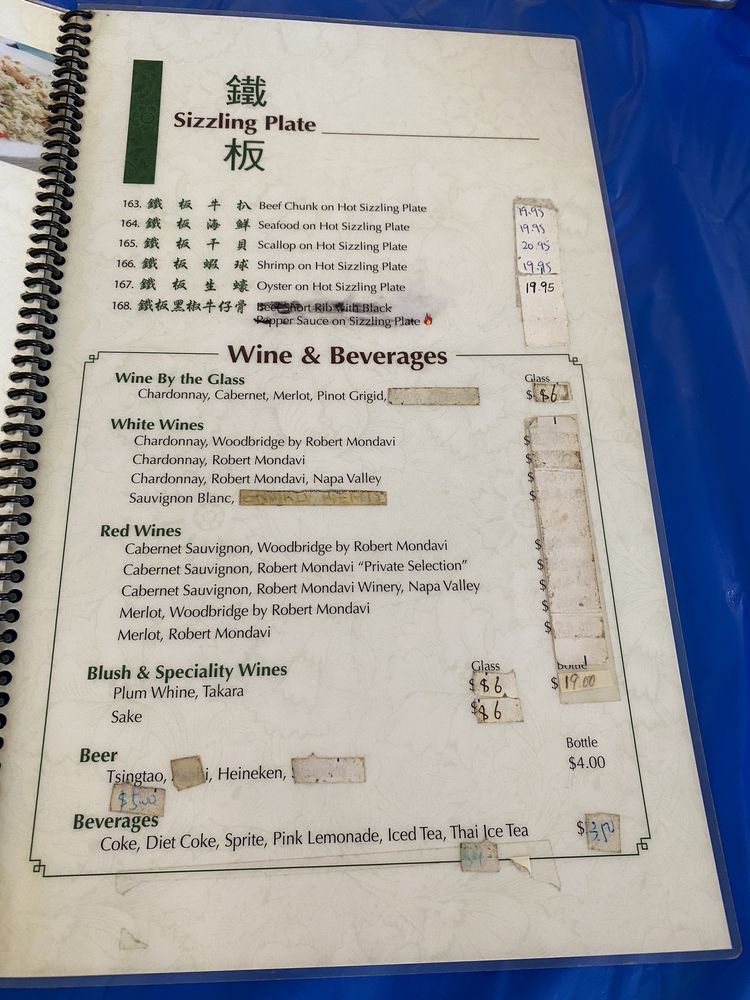 鐵
Sizzling Plate
板
163. 鐵 板 牛 扒 Beef Chunk on Hot Sizzling Plate 19.95
164. 鐵 板 海 鮮 Seafood on Hot Sizzling Plate 19.95
165. 鐵 板 干 貝 Scallop on Hot Sizzling Plate 20.95
166. 鐵 板 蝦 球 Shrimp on Hot Sizzling Plate 19.95
167. 鐵 板 生 蠔 Oyster on Hot Sizzling Plate 19.95
168. 鐵板黑椒牛仔骨 Beef Short Rib with Black
Pepper Sauce on Sizzling Plate
Wine & Beverages
Wine By the Glass Glass
Chardonnay, Cabernet, Merlot, Pinot Grigid, $ $6
White Wines
Chardonnay, Woodbridge by Robert Mondavi $
Chardonnay, Robert Mondavi $
Chardonnay, Robert Mondavi, Napa Valley $
Sauvignon Blanc, $
Red Wines
Cabernet Sauvignon, Woodbridge by Robert Mondavi $
Cabernet Sauvignon, Robert Mondavi “Private Selection” $
Cabernet Sauvignon, Robert Mondavi Winery, Napa Valley $
Merlot, Woodbridge by Robert Mondavi $
Merlot, Robert Mondavi $
Blush & Speciality Wines Glass Bottle
Plum Whine, Takara $ $6 $ 19.00
Sake $ $6
Beer Bottle
Tsingtao, Heineken, $4.00
$5.00
Beverages
Coke, Diet Coke, Sprite, Pink Lemonade, Iced Tea, Thai Ice Tea $ 3.50